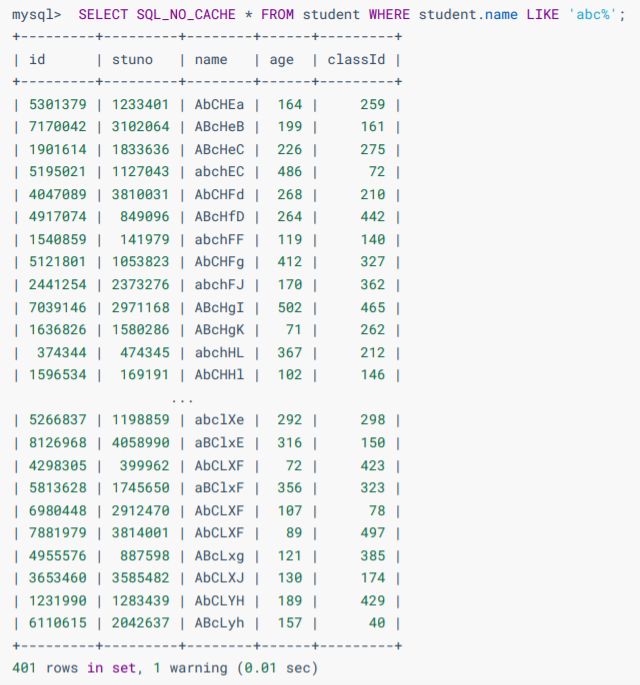 mysql>  SELECT SQL_NO_CACHE * FROM student WHERE student.name LIKE 'abc%';
+---------+---------+--------+------+---------+
| id      | stuno   | name   | age  | classId |
+---------+---------+--------+------+---------+
| 5301379 | 1233401 | AbCHEa |  164 |     259 |
| 7170042 | 3102064 | ABcHeB |  199 |     161 |
| 1901614 | 1833636 | ABcHeC |  226 |     275 |
| 5195021 | 1127043 | abchEC |  486 |      72 |
| 4047089 | 3810031 | AbCHFd |  268 |     210 |
| 4917074 |  849096 | ABcHfD |  264 |     442 |
| 1540859 |  141979 | abchFF |  119 |     140 |
| 5121801 | 1053823 | AbCHFg |  412 |     327 |
| 2441254 | 2373276 | abchFJ |  170 |     362 |
| 7039146 | 2971168 | ABcHgI |  502 |     465 |
| 1636826 | 1580286 | ABcHgK |   71 |     262 |
|  374344 |  474345 | abchHL |  367 |     212 |
| 1596534 |  169191 | AbCHHl |  102 |     146 |
...
| 5266837 | 1198859 | abclXe |  292 |     298 |
| 8126968 | 4058990 | aBClxE |  316 |     150 |
| 4298305 |  399962 | AbCLXF |   72 |     423 |
| 5813628 | 1745650 | aBClxF |  356 |     323 |
| 6980448 | 2912470 | AbCLXF |  107 |      78 |
| 7881979 | 3814001 | AbCLXF |   89 |     497 |
| 4955576 |  887598 | ABcLxg |  121 |     385 |
| 3653460 | 3585482 | AbCLXJ |  130 |     174 |
| 1231990 | 1283439 | AbCLYH |  189 |     429 |
| 6110615 | 2042637 | ABcLyh |  157 |      40 |
+---------+---------+--------+------+---------+
401 rows in set, 1 warning (0.01 sec)